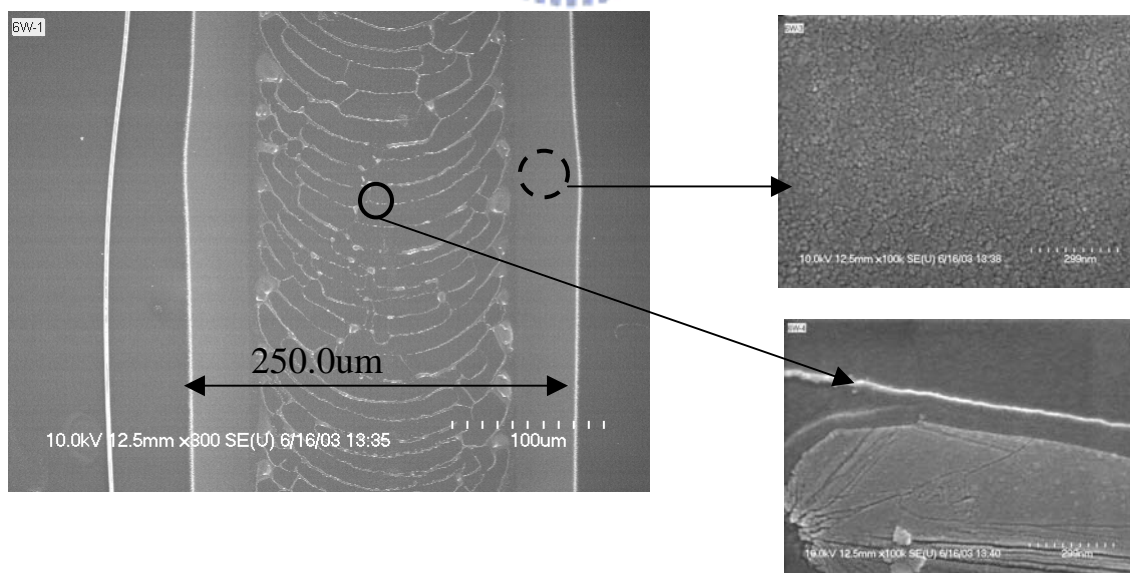 6W-1
250.0um
10.0kV 12.5mm x300 SE(U) 6/16/03 13:35
100um
6W-3
10.0kV 12.5mm x100k SE(U) 6/16/03 13:38
299nm
6W-4
10.0kV 12.5mm x100k SE(U) 6/16/03 13:40
299nm